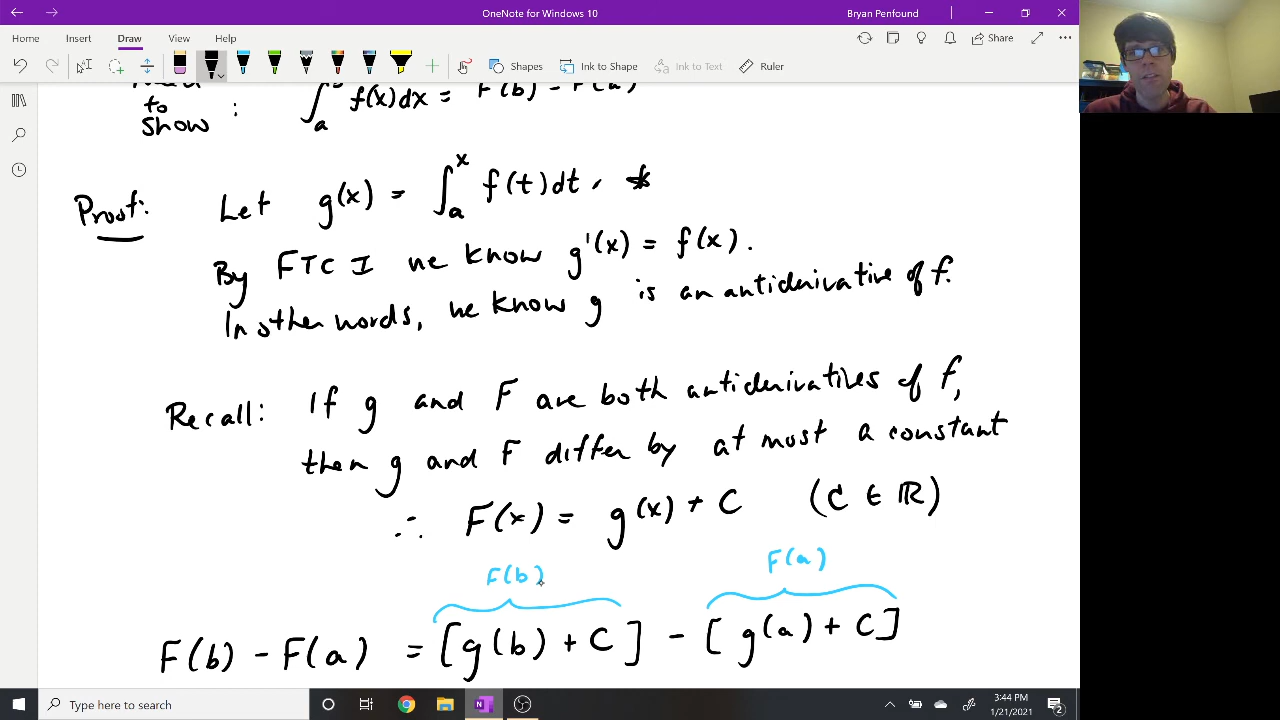 OneNote for Windows 10
Bryan Penfound
Home Insert Draw View Help
Share
Shapes Ink to Shape Ink to Text Ruler
to
show : ∫ₐ f(x)dx = F(b) - F(a)
Proof: Let g(x) = ∫ₐˣ f(t)dt. *
By FTC I we know g'(x) = f(x).
In other words, we know g is an antiderivative of f.
Recall: If g and F are both antiderivatives of f,
then g and F differ by at most a constant
∴ F(x) = g(x) + C (C ∈ ℝ)
F(b) F(a)
F(b) - F(a) = [g(b) + C] - [g(a) + C]
Type here to search
3:44 PM
1/21/2021
2